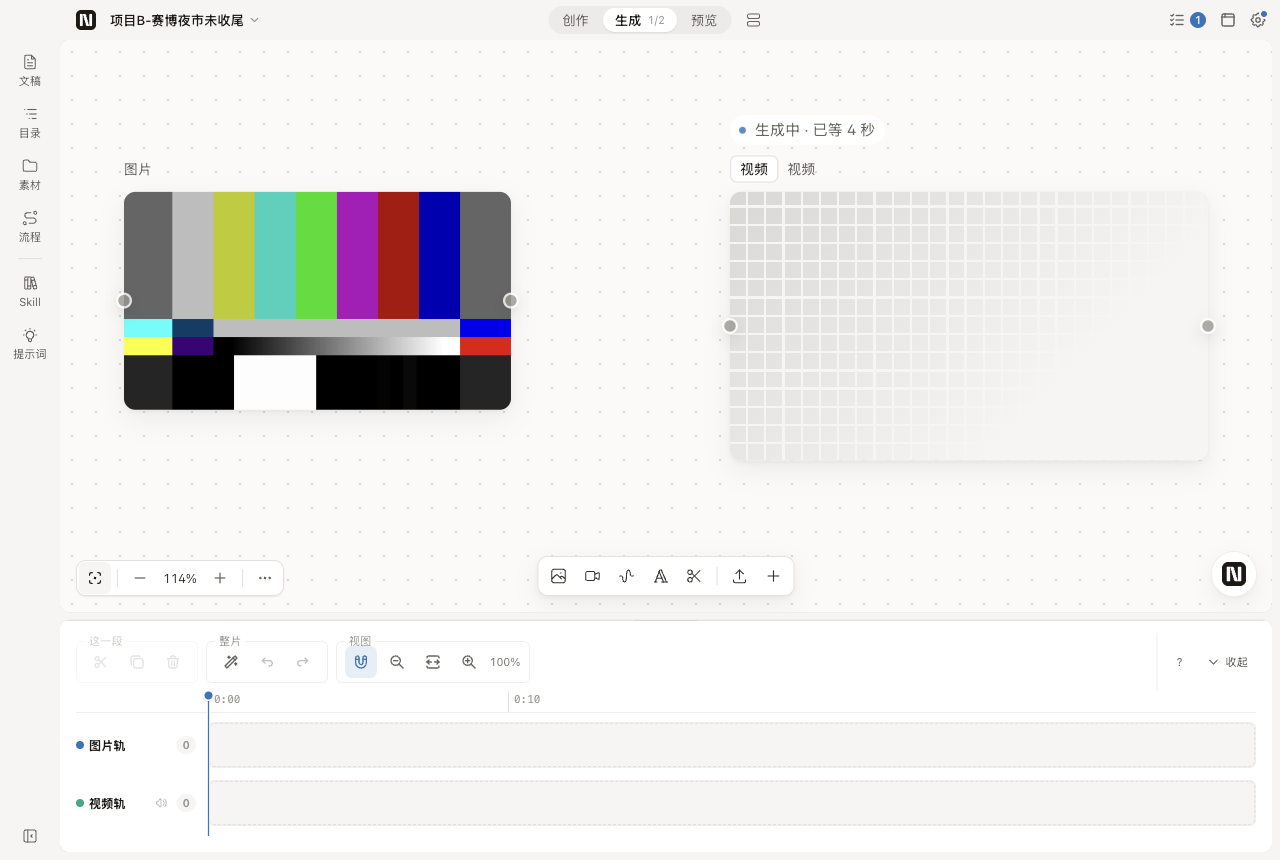 项目B-赛博夜市未收尾
创作
生成 1/2
预览
1
文稿
目录
素材
流程
Skill
提示词
图片
生成中 · 已等 4 秒
视频
视频
114%
这一段
整片
视图
100%
?
收起
0:00
0:10
图片轨
0
视频轨
0